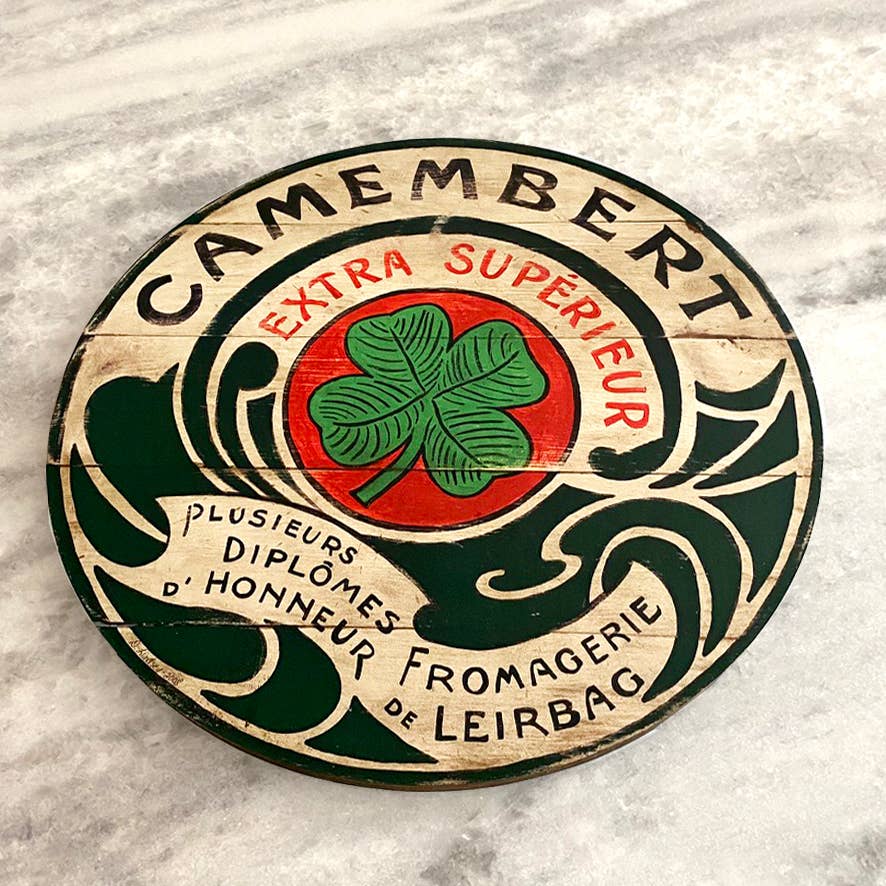 CAMEMBERT
EXTRA SUPÉRIEUR
PLUSIEURS
DIPLÔMES
D'HONNEUR
FROMAGERIE
DE LEIRBAG